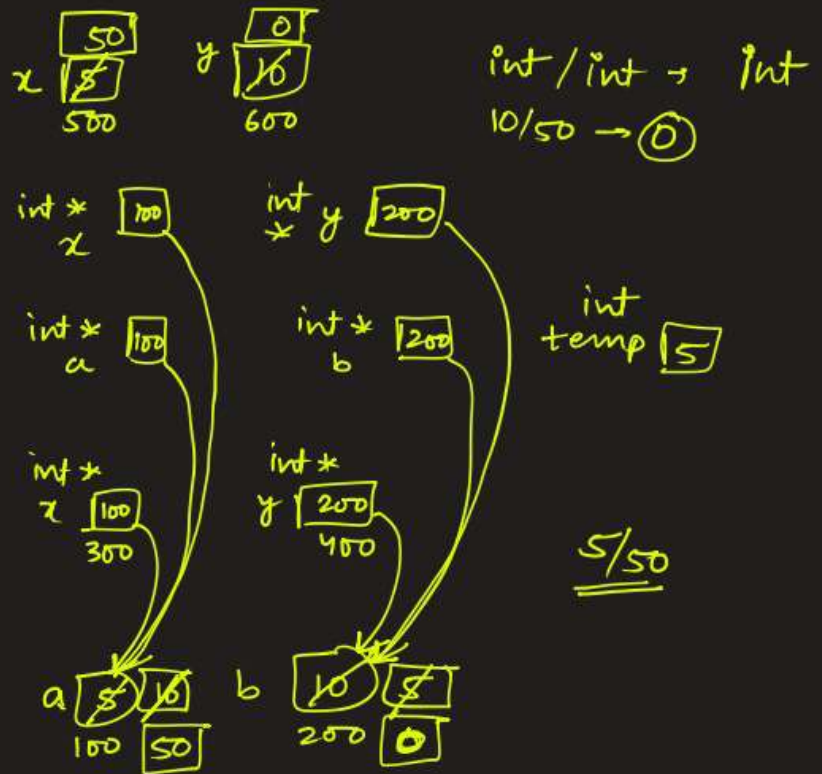 50 0
x 5 y 10 int / int → int
500 600 10/50 → 0
int * 100 int 200
x * y
int * 100 int * 200 int
a b temp 5
int * int *
x 100 y 200
300 400 5/50
a 5 10 b 10 5
100 50 200 0